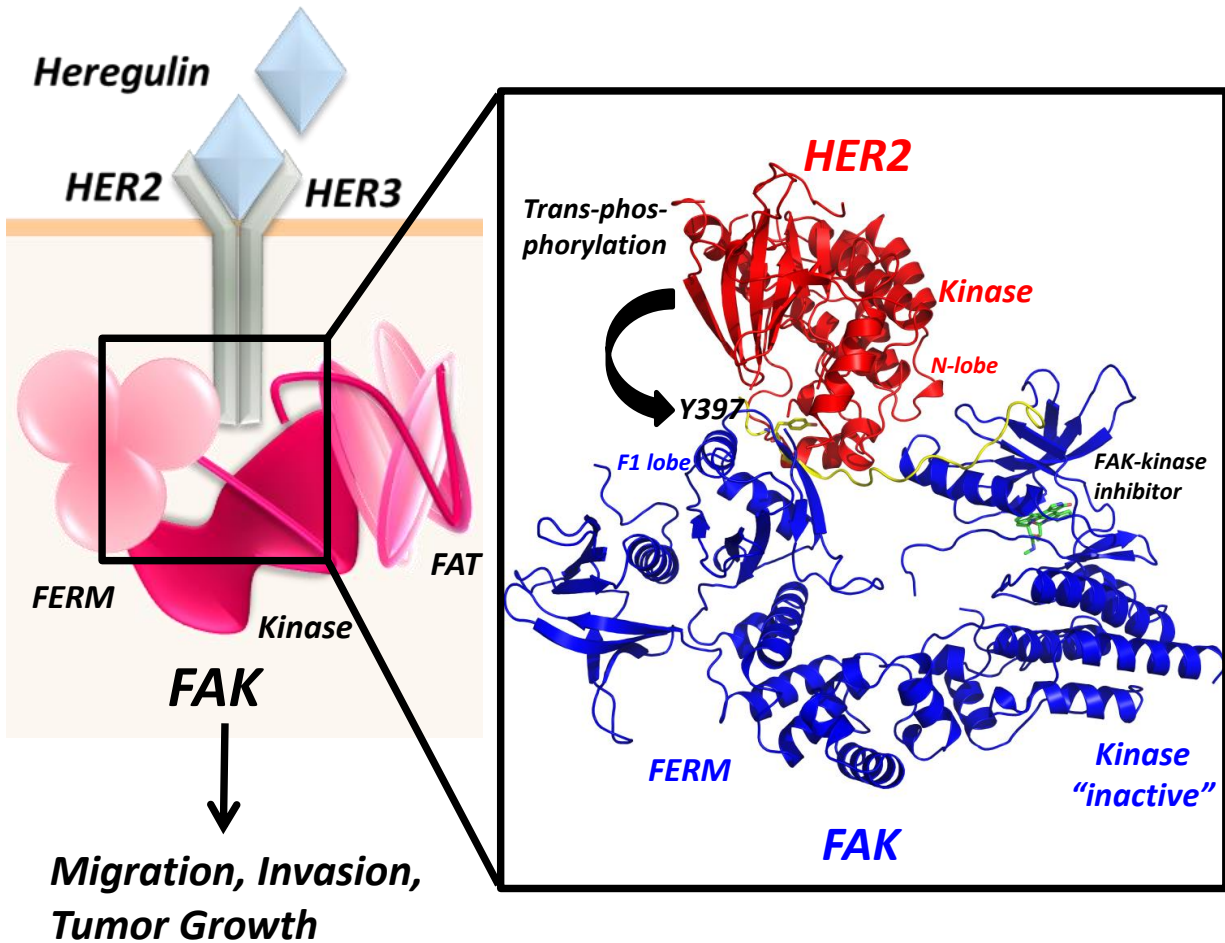 Heregulin
HER2
HER3
FERM
Kinase
FAT
FAK
Migration, Invasion,
Tumor Growth
HER2
Trans-phos-
phorylation
Kinase
N-lobe
Y397
F1 lobe
FAK-kinase
inhibitor
FERM
Kinase
“inactive”
FAK